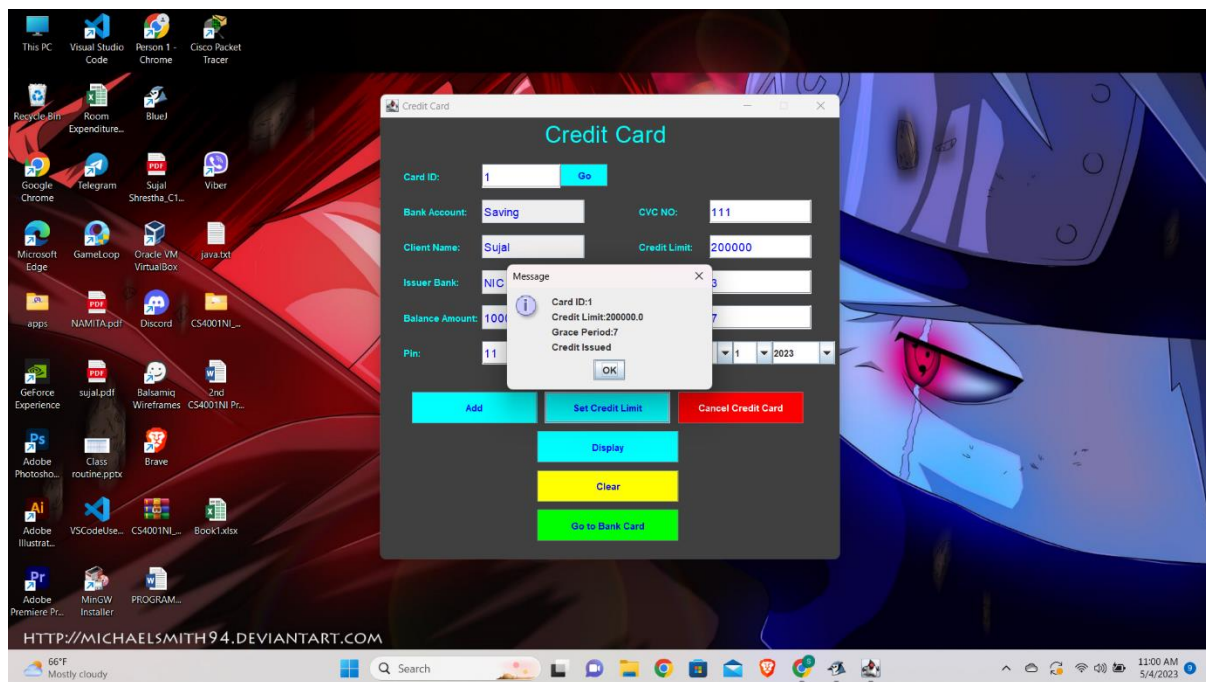 This PC
Visual Studio
Code
Person 1 -
Chrome
Cisco Packet
Tracer
Recycle Bin
Room
Expenditure...
BlueJ
Google
Chrome
Telegram
Sujal
Shrestha_C1...
Viber
Microsoft
Edge
GameLoop
Oracle VM
VirtualBox
java.txt
apps
NAMITA.pdf
Discord
CS4001NI_...
GeForce
Experience
sujal.pdf
Balsamiq
Wireframes
2nd
CS4001NI Pr...
Adobe
Photosho...
Class
routine.pptx
Brave
Adobe
Illustrat...
VSCodeUse...
CS4001NI_...
Book1.xlsx
Adobe
Premiere Pr...
MinGW
Installer
PROGRAM...
HTTP://MICHAELSMITH94.DEVIANTART.COM
Credit Card
Credit Card
Card ID: 1 Go
Bank Account: Saving CVC NO: 111
Client Name: Sujal Credit Limit: 200000
Issuer Bank: NIC 3
Balance Amount: 100 7
Pin: 11 1 2023
Message
Card ID:1
Credit Limit:200000.0
Grace Period:7
Credit Issued
OK
Add Set Credit Limit Cancel Credit Card
Display
Clear
Go to Bank Card
66°F
Mostly cloudy
Search
11:00 AM
5/4/2023
9